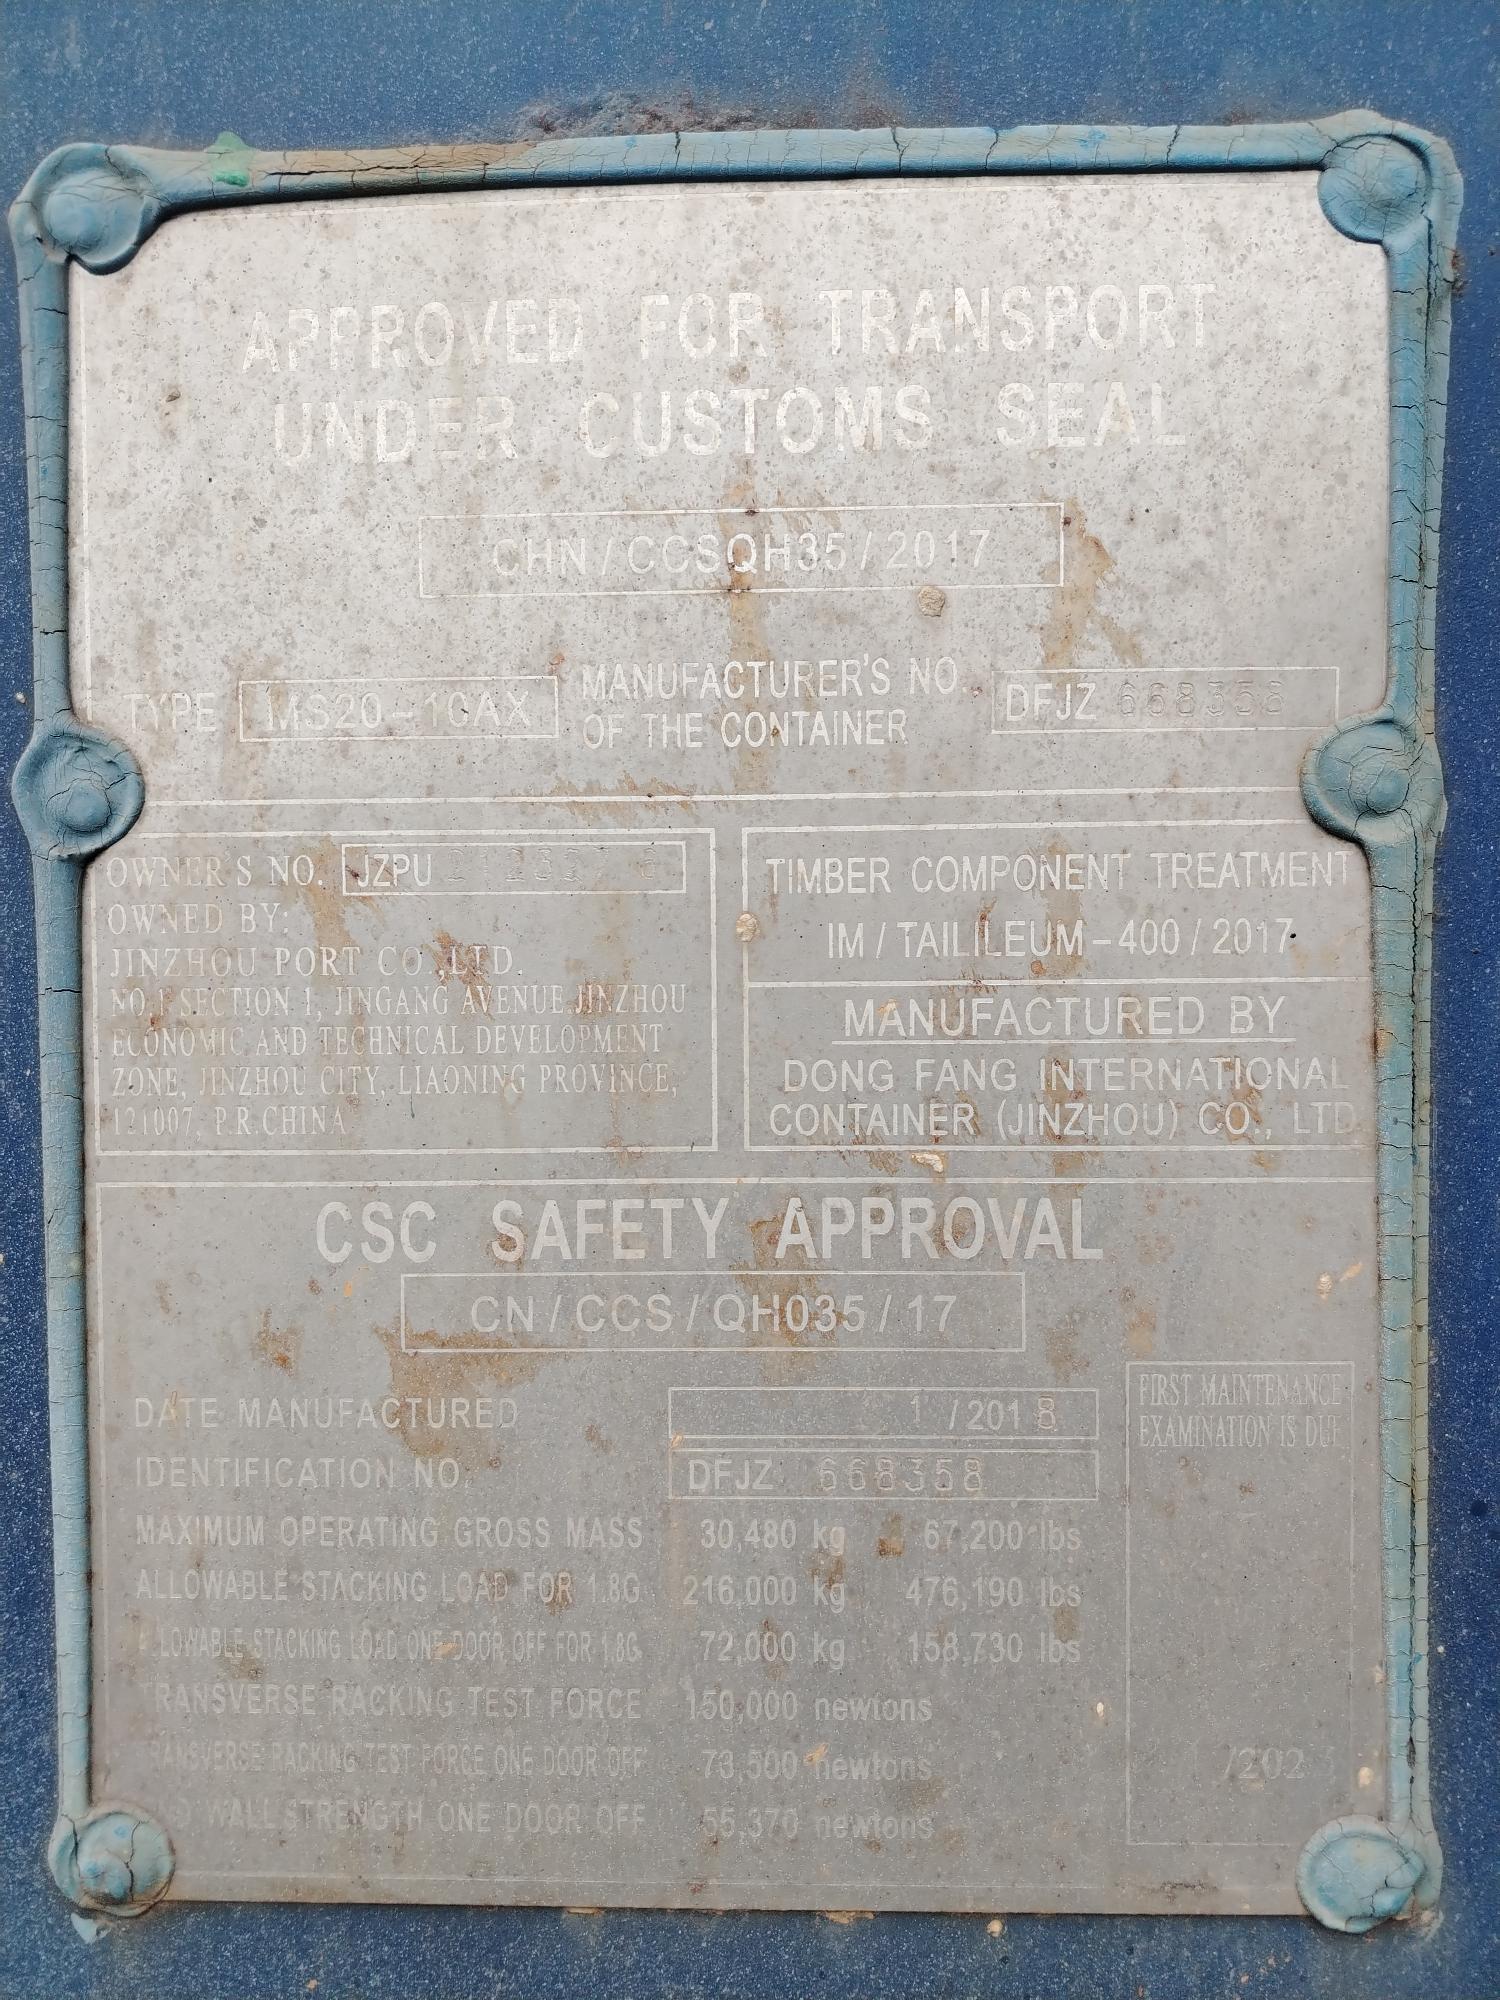 APPROVED FOR TRANSPORT
UNDER CUSTOMS SEAL
CHN / CCSQH35 / 2017
TYPE MS20-10AX MANUFACTURER'S NO. OF THE CONTAINER DFJZ 668358
OWNER'S NO. JZPU
OWNED BY:
JINZHOU PORT CO.,LTD.
NO.1 SECTION 1, JINGANG AVENUE JINZHOU
ECONOMIC AND TECHNICAL DEVELOPMENT
ZONE, JINZHOU CITY, LIAONING PROVINCE,
121007, P.R.CHINA
TIMBER COMPONENT TREATMENT
IM / TAILILEUM-400 / 2017
MANUFACTURED BY
DONG FANG INTERNATIONAL
CONTAINER (JINZHOU) CO., LTD
CSC SAFETY APPROVAL
CN / CCS / QH035 / 17
DATE MANUFACTURED 1 / 2018
IDENTIFICATION NO. DFJZ 668358
MAXIMUM OPERATING GROSS MASS 30,480 kg 67,200 lbs
ALLOWABLE STACKING LOAD FOR 1.8G 216,000 kg 476,190 lbs
ALLOWABLE STACKING LOAD ONE DOOR OFF FOR 1.8G 72,000 kg 158,730 lbs
TRANSVERSE RACKING TEST FORCE 150,000 newtons
TRANSVERSE RACKING TEST FORCE ONE DOOR OFF 73,500 newtons
WALL STRENGTH ONE DOOR OFF 55,370 newtons
FIRST MAINTENANCE
EXAMINATION IS DUE
/202